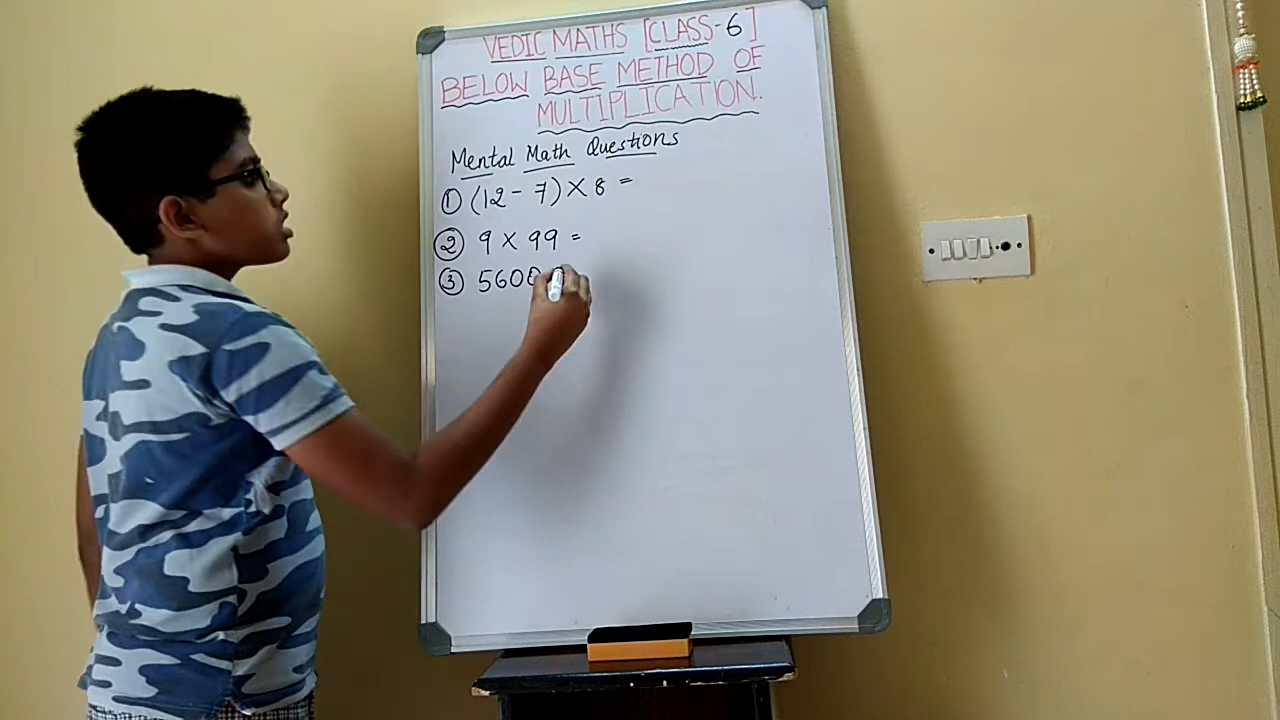 VEDIC MATHS [CLASS-6]
BELOW BASE METHOD OF
MULTIPLICATION.
Mental Math Questions
① (12 - 7) × 8 =
② 9 × 99 =
③ 560